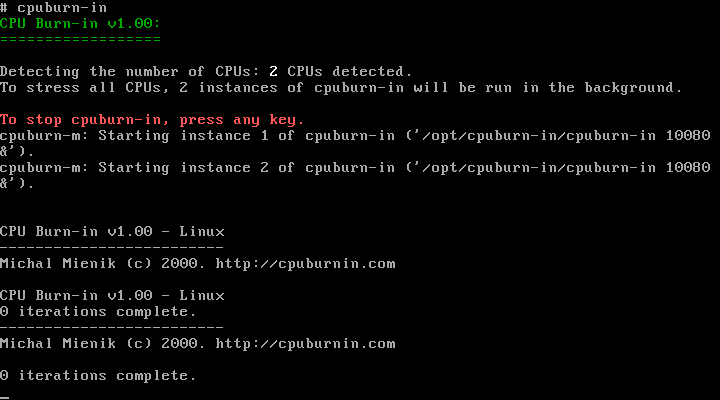 # cpuburn-in
CPU Burn-in v1.00:
==================
Detecting the number of CPUs: 2 CPUs detected.
To stress all CPUs, 2 instances of cpuburn-in will be run in the background.
To stop cpuburn-in, press any key.
cpuburn-m: Starting instance 1 of cpuburn-in ('/opt/cpuburn-in/cpuburn-in 10080
&').
cpuburn-m: Starting instance 2 of cpuburn-in ('/opt/cpuburn-in/cpuburn-in 10080
&').
CPU Burn-in v1.00 - Linux
-------------------------
Michal Mienik (c) 2000. http://cpuburnin.com
CPU Burn-in v1.00 - Linux
0 iterations complete.
-------------------------
Michal Mienik (c) 2000. http://cpuburnin.com
0 iterations complete.
_